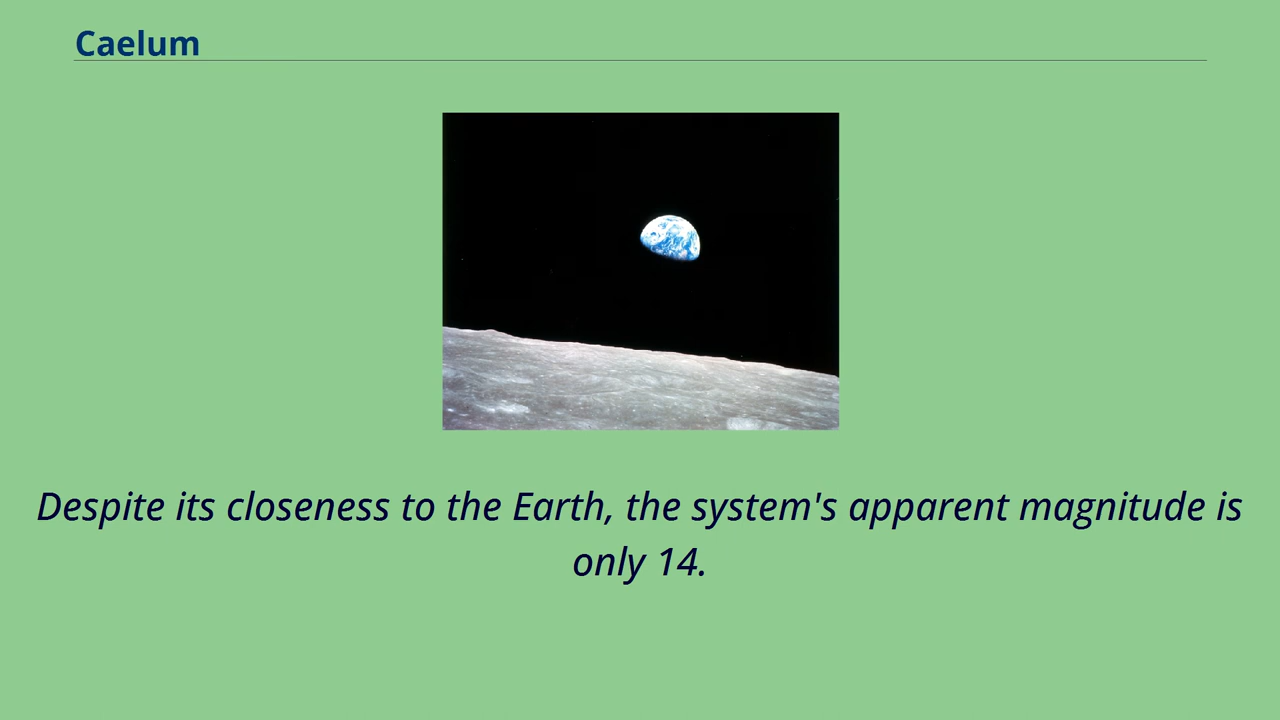 Caelum
Despite its closeness to the Earth, the system's apparent magnitude is
only 14.